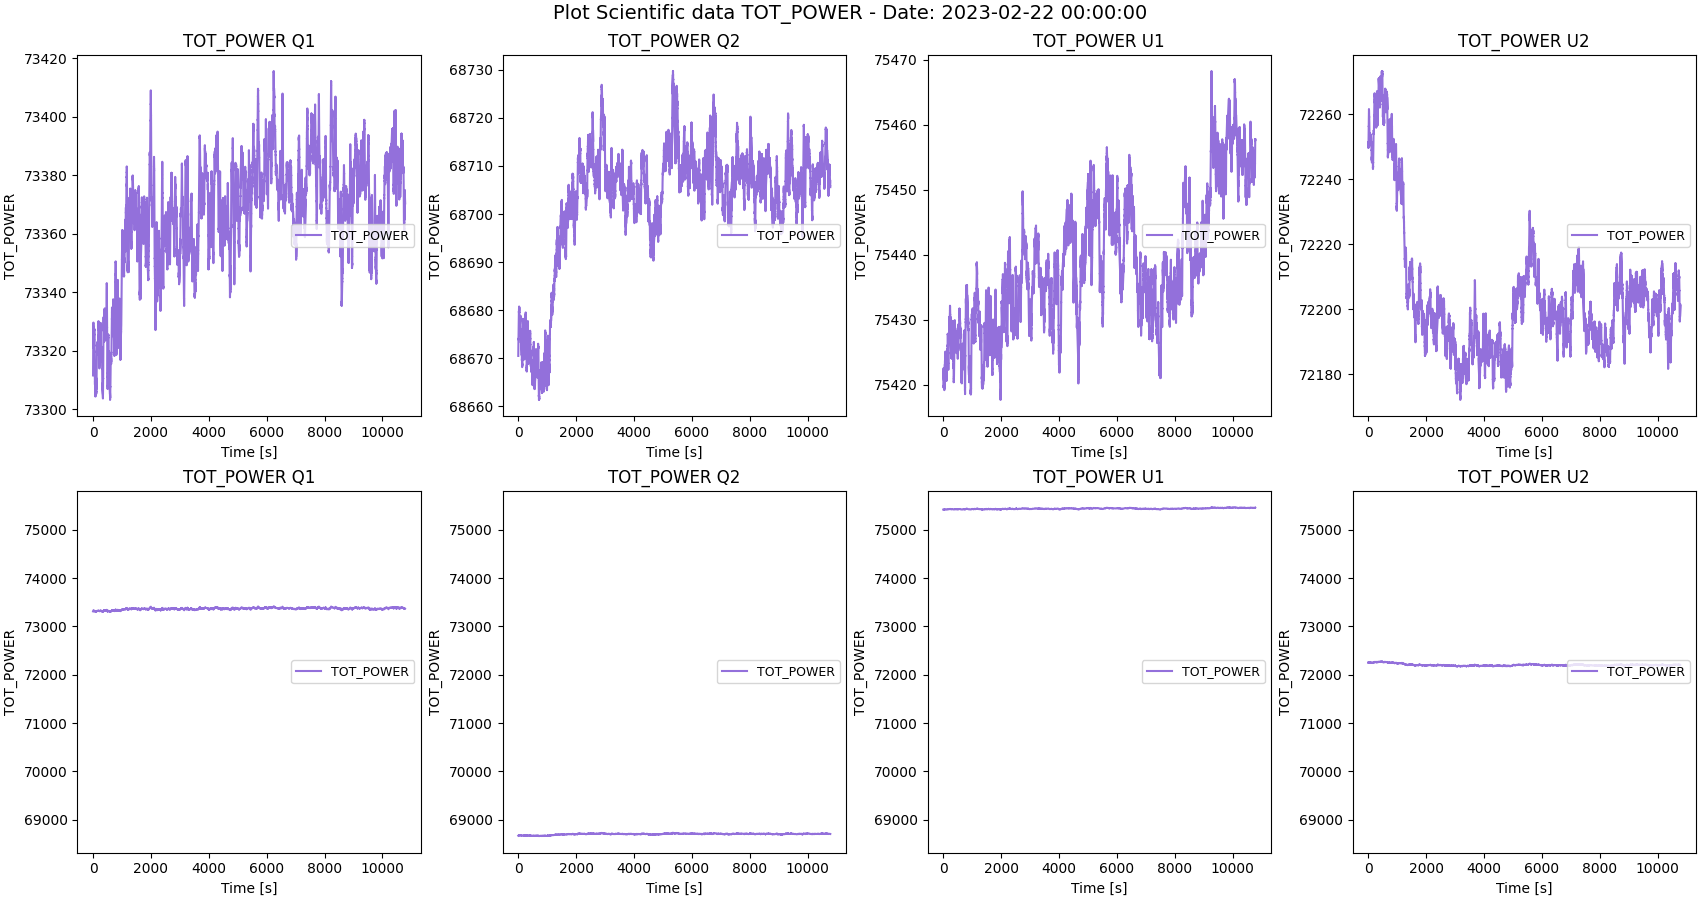 Plot Scientific data TOT_POWER - Date: 2023-02-22 00:00:00
TOT_POWER Q1
TOT_POWER
73420
73400
73380
73360
73340
73320
73300
TOT_POWER
0 2000 4000 6000 8000 10000
Time [s]
TOT_POWER Q2
TOT_POWER
68730
68720
68710
68700
68690
68680
68670
68660
TOT_POWER
0 2000 4000 6000 8000 10000
Time [s]
TOT_POWER U1
TOT_POWER
75470
75460
75450
75440
75430
75420
TOT_POWER
0 2000 4000 6000 8000 10000
Time [s]
TOT_POWER U2
TOT_POWER
72260
72240
72220
72200
72180
TOT_POWER
0 2000 4000 6000 8000 10000
Time [s]
TOT_POWER Q1
TOT_POWER
75000
74000
73000
72000
71000
70000
69000
TOT_POWER
0 2000 4000 6000 8000 10000
Time [s]
TOT_POWER Q2
TOT_POWER
75000
74000
73000
72000
71000
70000
69000
TOT_POWER
0 2000 4000 6000 8000 10000
Time [s]
TOT_POWER U1
TOT_POWER
75000
74000
73000
72000
71000
70000
69000
TOT_POWER
0 2000 4000 6000 8000 10000
Time [s]
TOT_POWER U2
TOT_POWER
75000
74000
73000
72000
71000
70000
69000
TOT_POWER
0 2000 4000 6000 8000 10000
Time [s]